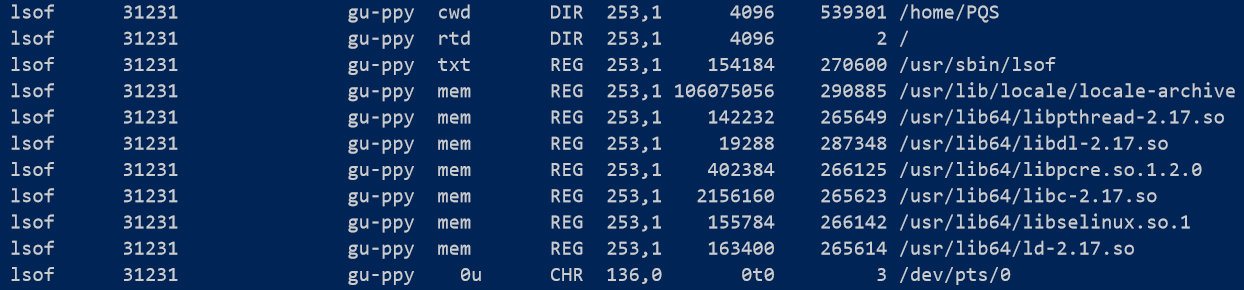 lsof 31231 gu-ppy cwd DIR 253,1 4096 539301 /home/PQS
lsof 31231 gu-ppy rtd DIR 253,1 4096 2 /
lsof 31231 gu-ppy txt REG 253,1 154184 270600 /usr/sbin/lsof
lsof 31231 gu-ppy mem REG 253,1 106075056 290885 /usr/lib/locale/locale-archive
lsof 31231 gu-ppy mem REG 253,1 142232 265649 /usr/lib64/libpthread-2.17.so
lsof 31231 gu-ppy mem REG 253,1 19288 287348 /usr/lib64/libdl-2.17.so
lsof 31231 gu-ppy mem REG 253,1 402384 266125 /usr/lib64/libpcre.so.1.2.0
lsof 31231 gu-ppy mem REG 253,1 2156160 265623 /usr/lib64/libc-2.17.so
lsof 31231 gu-ppy mem REG 253,1 155784 266142 /usr/lib64/libselinux.so.1
lsof 31231 gu-ppy mem REG 253,1 163400 265614 /usr/lib64/ld-2.17.so
lsof 31231 gu-ppy 0u CHR 136,0 0t0 3 /dev/pts/0